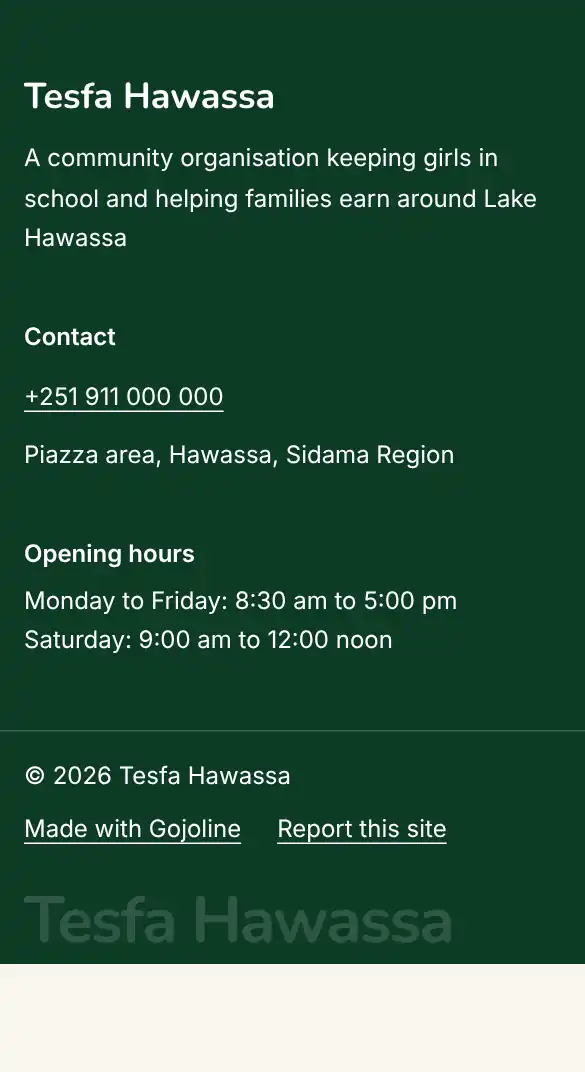 Tesfa Hawassa
A community organisation keeping girls in
school and helping families earn around Lake
Hawassa
Contact
+251 911 000 000
Piazza area, Hawassa, Sidama Region
Opening hours
Monday to Friday: 8:30 am to 5:00 pm
Saturday: 9:00 am to 12:00 noon
© 2026 Tesfa Hawassa
Made with Gojoline Report this site
Tesfa Hawassa